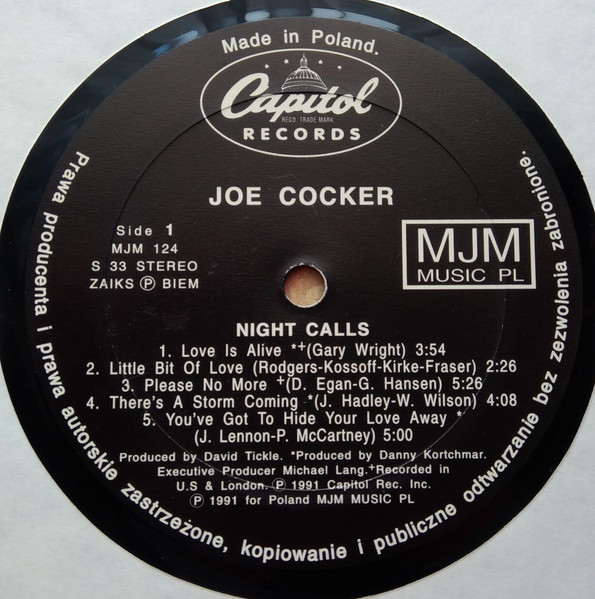 Made in Poland.
Capitol
REGD. TRADE MARK
RECORDS
JOE COCKER
Side 1
MJM 124
S 33 STEREO
ZAIKS Ⓟ BIEM
MJM
MUSIC PL
NIGHT CALLS
1. Love Is Alive *+(Gary Wright) 3:54
2. Little Bit Of Love (Rodgers-Kossoff-Kirke-Fraser) 2:26
3. Please No More +(D. Egan-G. Hansen) 5:26
4. There's A Storm Coming *(J. Hadley-W. Wilson) 4:08
5. You've Got To Hide Your Love Away *
(J. Lennon-P. McCartney) 5:00
Produced by David Tickle. *Produced by Danny Kortchmar.
Executive Producer Michael Lang.+Recorded in
U.S & London. Ⓟ 1991 Capitol Rec. Inc.
Ⓟ 1991 for Poland MJM MUSIC PL
Prawa producenta i prawa autorskie zastrzeżone, kopiowanie i publiczne odtwarzanie bez zezwolenia zabronione.